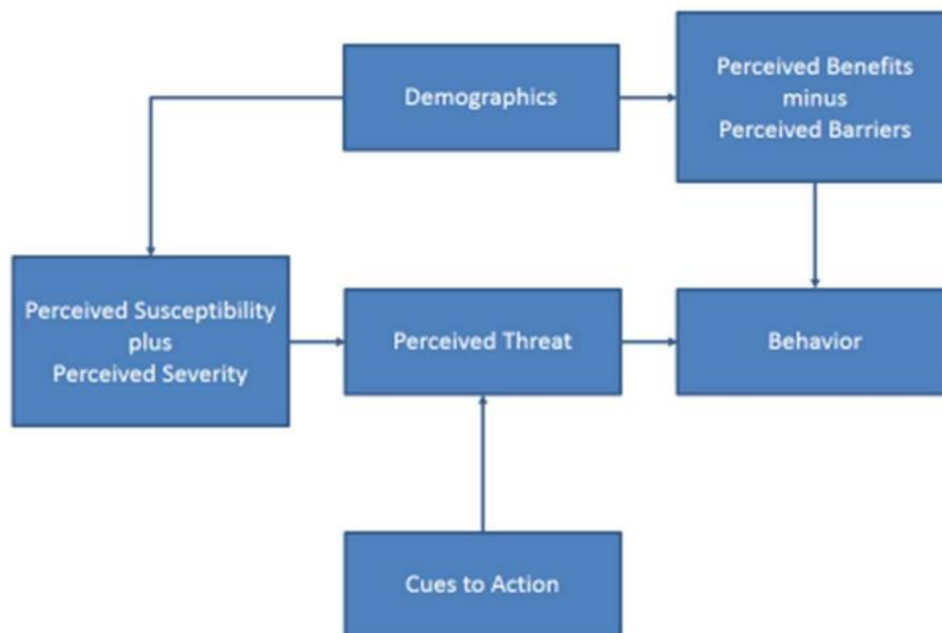 Demographics
Perceived Benefits
minus
Perceived Barriers
Perceived Susceptibility
plus
Perceived Severity
Perceived Threat
Behavior
Cues to Action